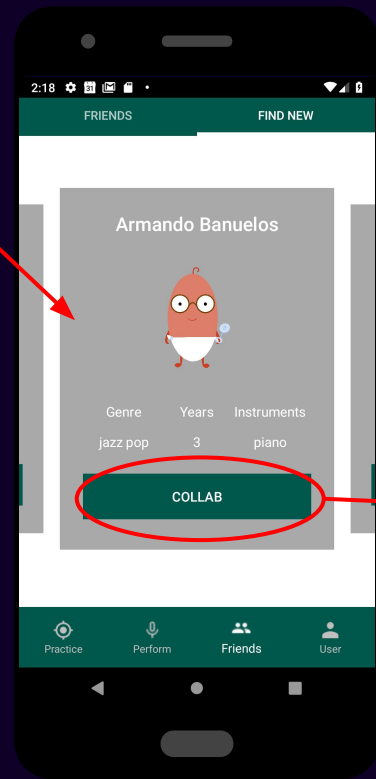 2:18 31
FRIENDS FIND NEW
Armando Banuelos
Genre Years Instruments
jazz pop 3 piano
COLLAB
Practice Perform Friends User